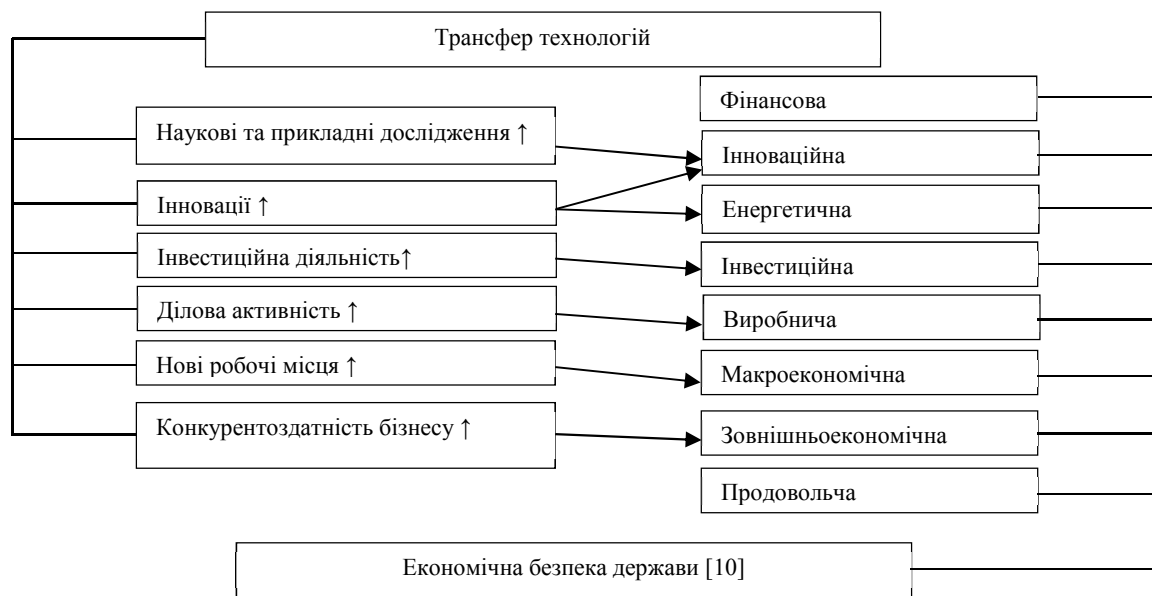 Трансфер технологій
Наукові та прикладні дослідження ↑
Інновації ↑
Інвестиційна діяльність↑
Ділова активність ↑
Нові робочі місця ↑
Конкурентоздатність бізнесу ↑
Фінансова
Інноваційна
Енергетична
Інвестиційна
Виробнича
Макроекономічна
Зовнішньоекономічна
Продовольча
Економічна безпека держави [10]